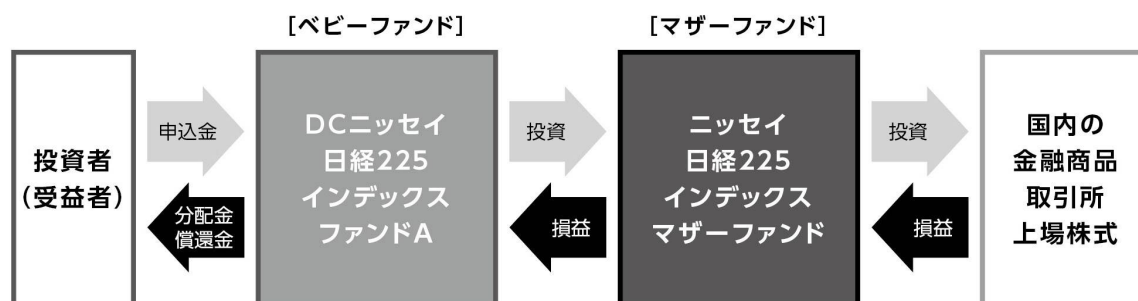 [ベビーファンド]
[マザーファンド]
投資者
(受益者)
申込金
分配金
償還金
DCニッセイ
日経225
インデックス
ファンドA
投資
損益
ニッセイ
日経225
インデックス
マザーファンド
投資
損益
国内の
金融商品
取引所
上場株式